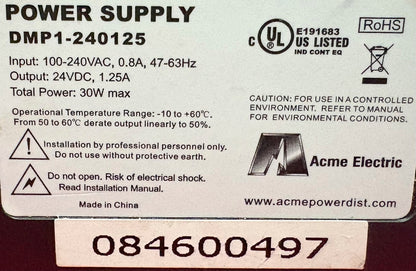 POWER SUPPLY
DMP1-240125
Input: 100-240VAC, 0.8A, 47-63Hz
Output: 24VDC, 1.25A
Total Power: 30W max
E191683
C UL US LISTED
IND CONT EQ
RoHS
Operational Temperature Range: -10 to +60℃.
From 50 to 60℃ derate output linearly to 50%.
CAUTION: FOR USE IN A CONTROLLED
ENVIRONMENT. REFER TO MANUAL
FOR ENVIRONMENTAL CONDITIONS.
Installation by professional personnel only.
Do not use without protective earth.
Acme Electric
Do not open. Risk of electrical shock.
Read Installation Manual.
Made in China
www.acmepowerdist.com
084600497